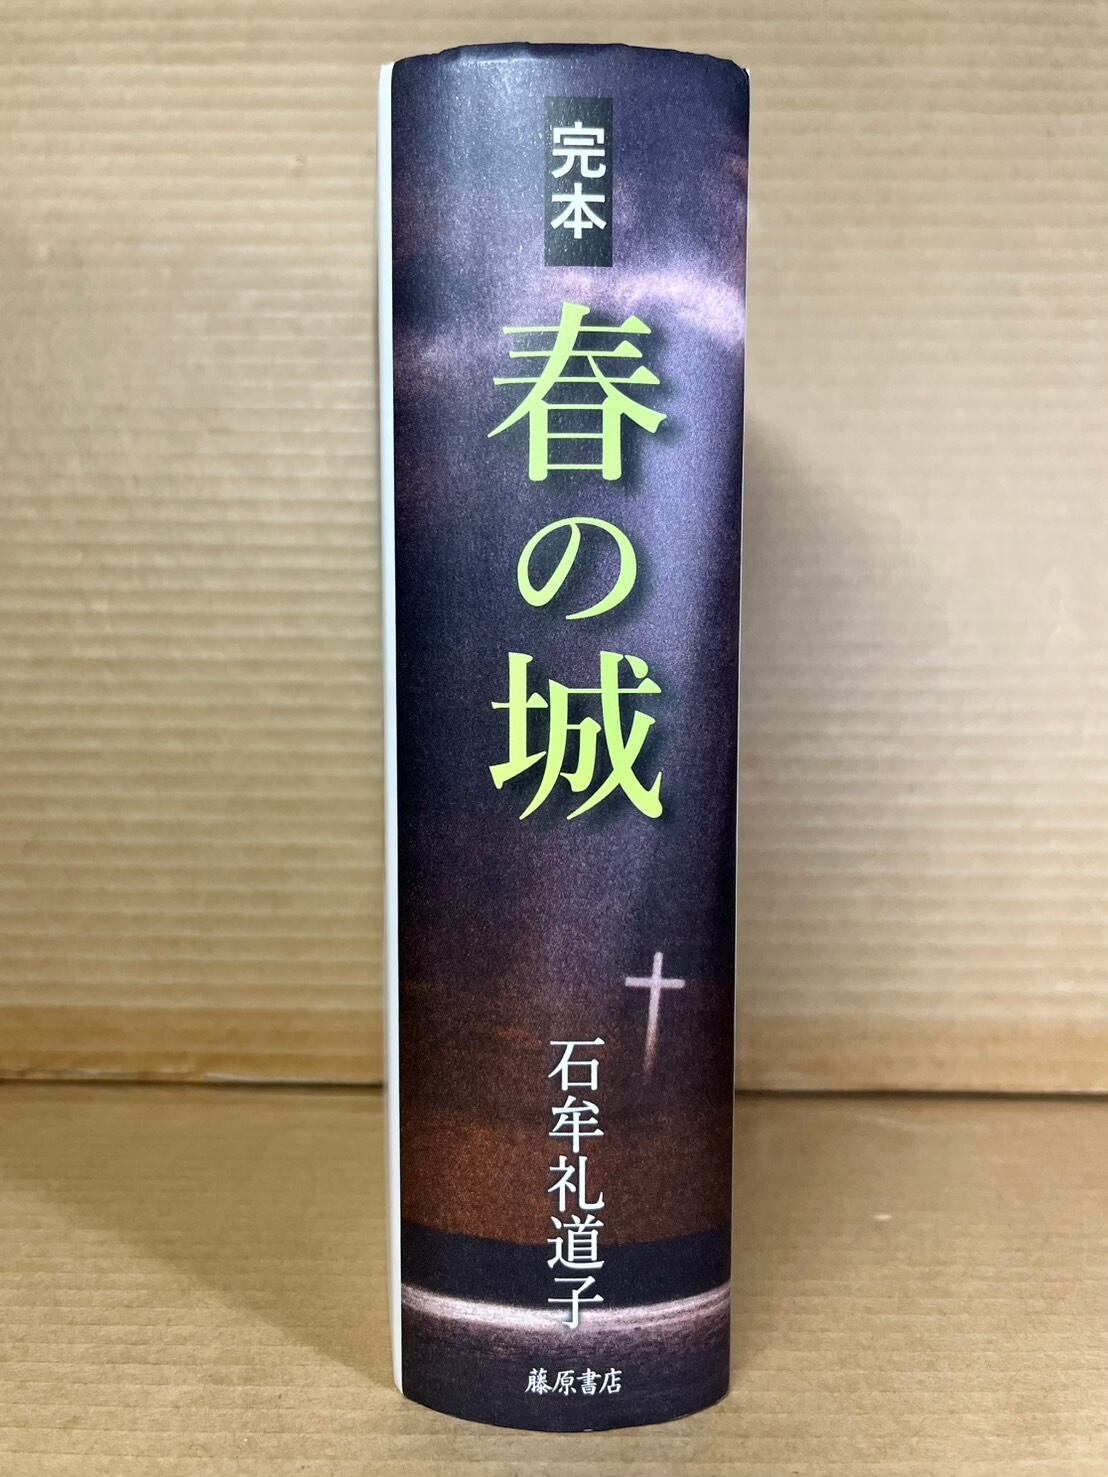 完本
春の城
石牟礼道子
藤原書店